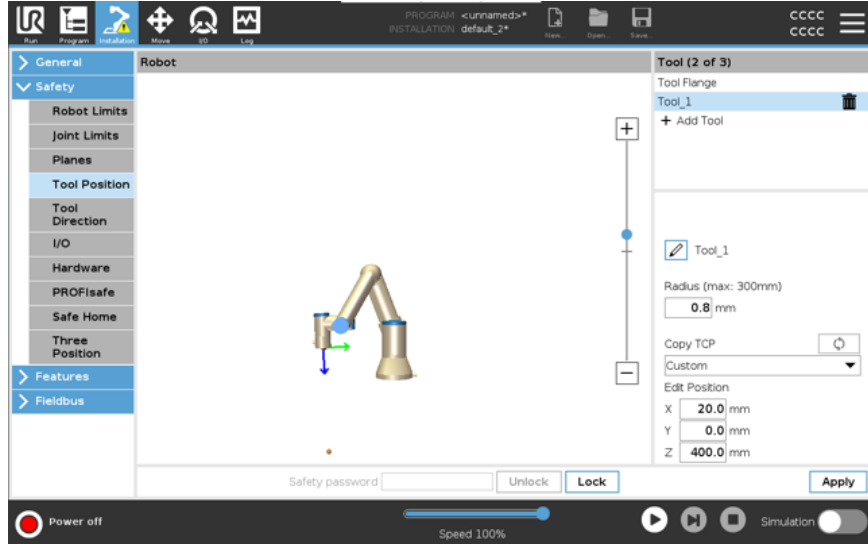 PROGRAM <unnamed>*
INSTALLATION default_2*
CCCC
CCCC
Run Program Installation Move I/O Log New... Open... Save...
General
Safety
Robot Limits
Joint Limits
Planes
Tool Position
Tool
Direction
I/O
Hardware
PROFIsafe
Safe Home
Three
Position
Features
Fieldbus
Robot
Safety password Unlock Lock
Tool (2 of 3)
Tool Flange
Tool_1
+ Add Tool
Tool_1
Radius (max: 300mm)
0.8 mm
Copy TCP
Custom
Edit Position
X 20.0 mm
Y 0.0 mm
Z 400.0 mm
Apply
Power off
Speed 100%
Simulation